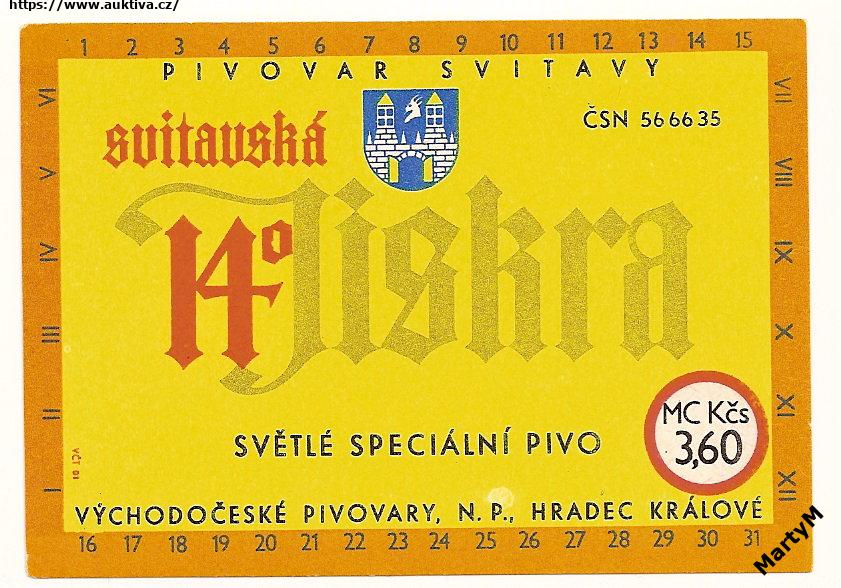 https://www.auktiva.cz/
1 2 3 4 5 6 7 8 9 10 11 12 13 14 15
PIVOVAR SVITAVY
svitavská
ČSN 56 6635
14° Jiskra
MC Kčs
3,60
SVĚTLÉ SPECIÁLNÍ PIVO
VÝCHODOČESKÉ PIVOVARY, N. P., HRADEC KRÁLOVÉ
16 17 18 19 20 21 22 23 24 25 26 27 28 29 30 31
VI
V
IV
III
II
I
VII
VIII
IX
X
XI
XII
VČT 01
MartyM